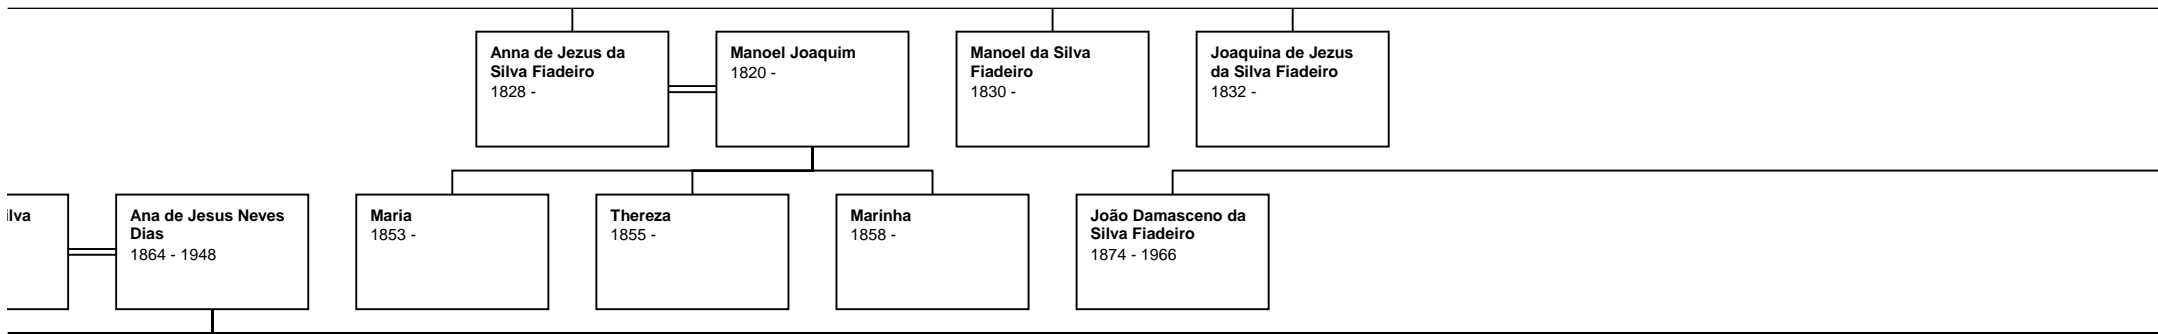 Anna de Jezus da
Silva Fiadeiro
1828 -
Manoel Joaquim
1820 -
Manoel da Silva
Fiadeiro
1830 -
Joaquina de Jezus
da Silva Fiadeiro
1832 -
ilva
Ana de Jesus Neves
Dias
1864 - 1948
Maria
1853 -
Thereza
1855 -
Marinha
1858 -
João Damasceno da
Silva Fiadeiro
1874 - 1966